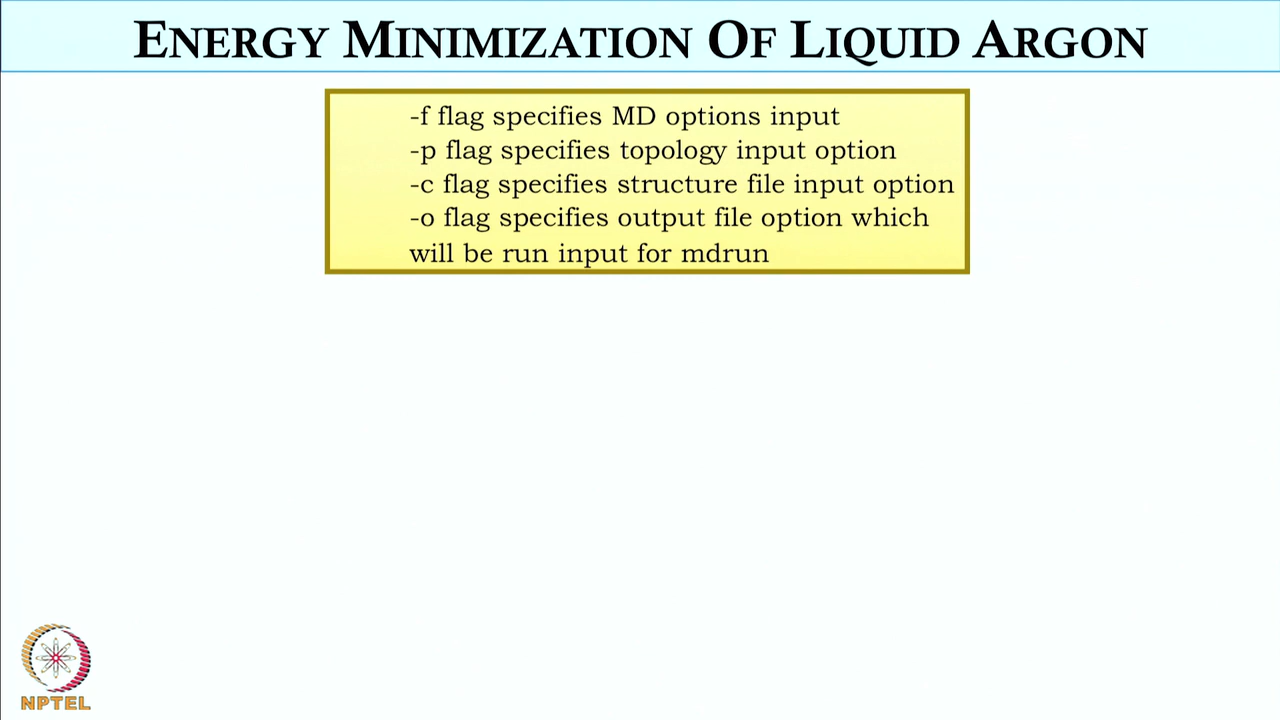 ENERGY MINIMIZATION OF LIQUID ARGON
-f flag specifies MD options input
-p flag specifies topology input option
-c flag specifies structure file input option
-o flag specifies output file option which
will be run input for mdrun
NPTEL